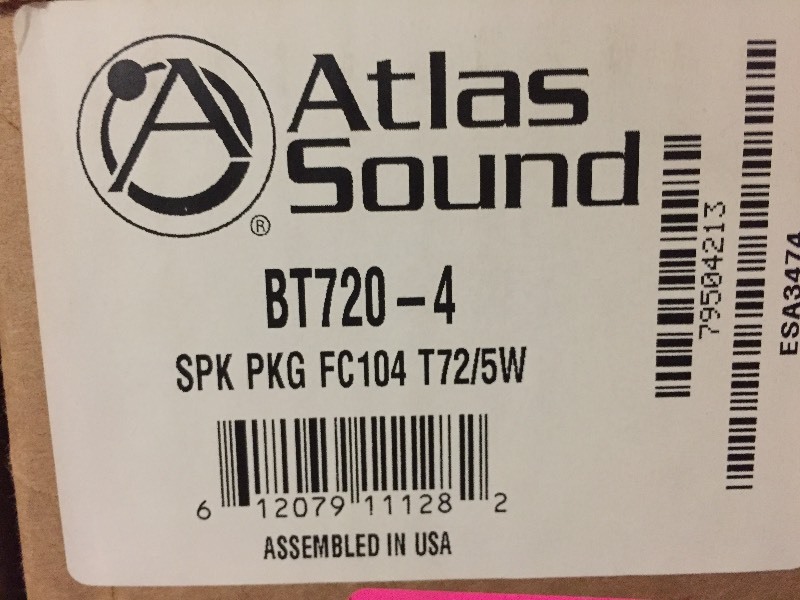 Atlas
Sound
®
BT720-4
SPK PKG FC104 T72/5W
6 12079 11128 2
ASSEMBLED IN USA
79504213
ESA3474